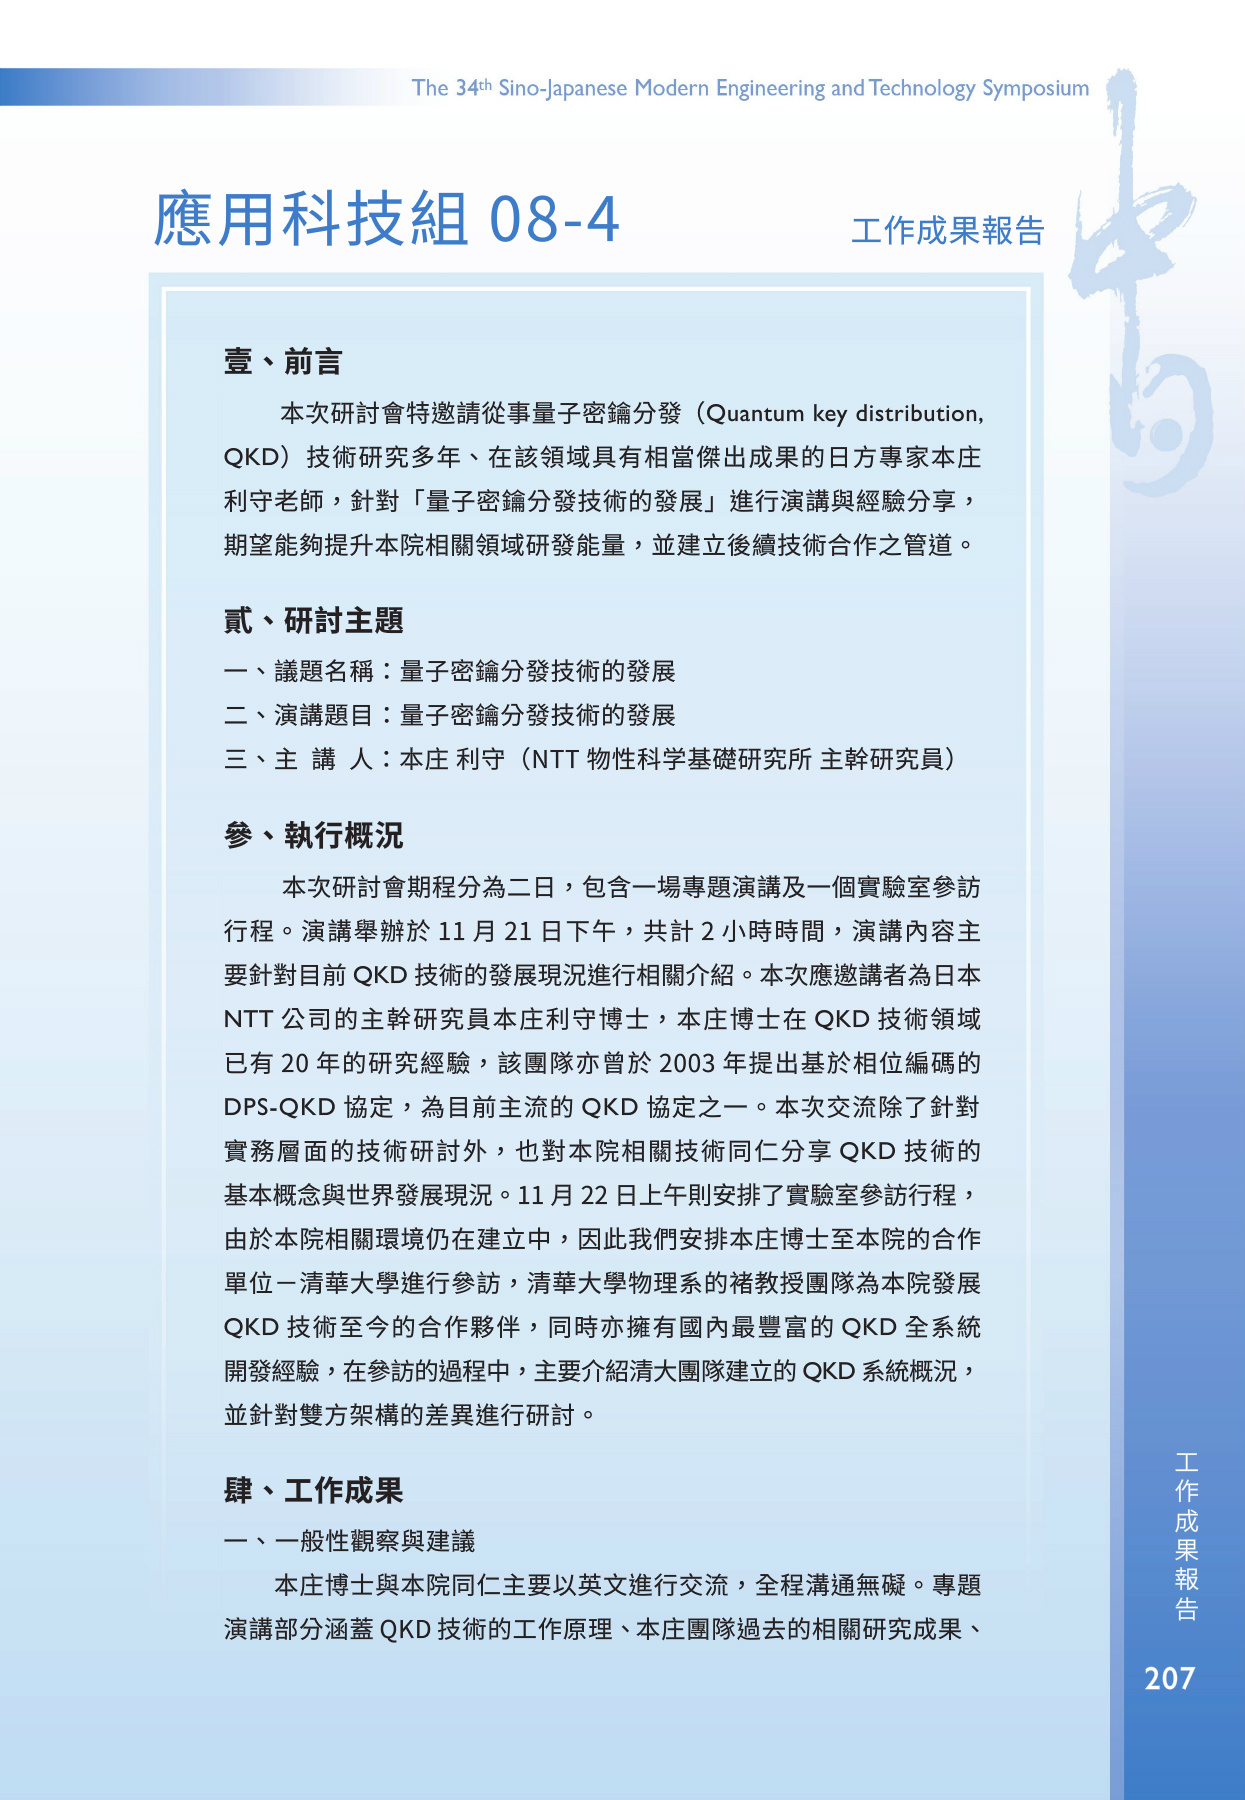 The 34th Sino-Japanese Modern Engineering and Technology Symposium
應用科技組 08-4
工作成果報告
壹、前言
本次研討會特邀請從事量子密鑰分發（Quantum key distribution,
QKD）技術研究多年、在該領域具有相當傑出成果的日方專家本庄
利守老師，針對「量子密鑰分發技術的發展」進行演講與經驗分享，
期望能夠提升本院相關領域研發能量，並建立後續技術合作之管道。
貳、研討主題
一、議題名稱：量子密鑰分發技術的發展
二、演講題目：量子密鑰分發技術的發展
三、主 講 人：本庄 利守（NTT 物性科学基礎研究所 主幹研究員）
參、執行概況
本次研討會期程分為二日，包含一場專題演講及一個實驗室參訪
行程。演講舉辦於 11 月 21 日下午，共計 2 小時時間，演講內容主
要針對目前 QKD 技術的發展現況進行相關介紹。本次應邀講者為日本
NTT 公司的主幹研究員本庄利守博士，本庄博士在 QKD 技術領域
已有 20 年的研究經驗，該團隊亦曾於 2003 年提出基於相位編碼的
DPS-QKD 協定，為目前主流的 QKD 協定之一。本次交流除了針對
實務層面的技術研討外，也對本院相關技術同仁分享 QKD 技術的
基本概念與世界發展現況。11 月 22 日上午則安排了實驗室參訪行程，
由於本院相關環境仍在建立中，因此我們安排本庄博士至本院的合作
單位－清華大學進行參訪，清華大學物理系的褚教授團隊為本院發展
QKD 技術至今的合作夥伴，同時亦擁有國內最豐富的 QKD 全系統
開發經驗，在參訪的過程中，主要介紹清大團隊建立的 QKD 系統概況，
並針對雙方架構的差異進行研討。
肆、工作成果
一、一般性觀察與建議
本庄博士與本院同仁主要以英文進行交流，全程溝通無礙。專題
演講部分涵蓋 QKD 技術的工作原理、本庄團隊過去的相關研究成果、
工作成果報告
207